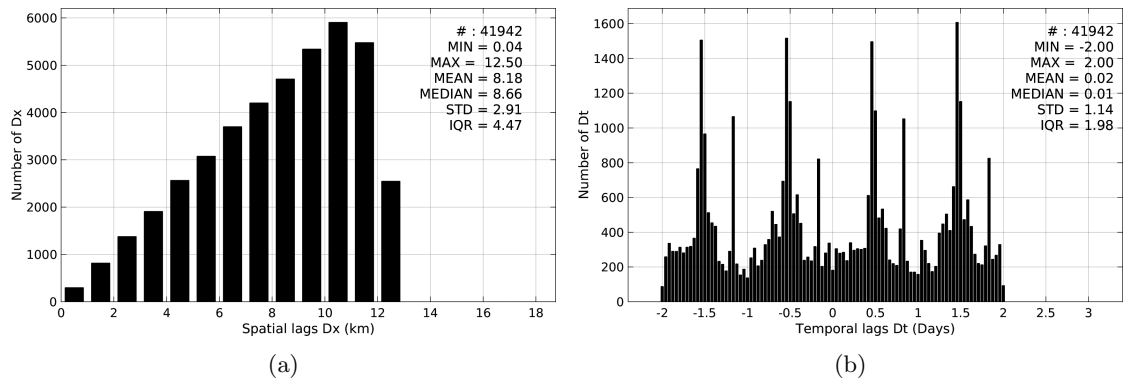 6000
5000
4000
3000
2000
1000
0
Number of Dx
# : 41942
MIN = 0.04
MAX = 12.50
MEAN = 8.18
MEDIAN = 8.66
STD = 2.91
IQR = 4.47
0 2 4 6 8 10 12 14 16 18
Spatial lags Dx (km)
(a)
1600
1400
1200
1000
800
600
400
200
0
Number of Dt
# : 41942
MIN = -2.00
MAX = 2.00
MEAN = 0.02
MEDIAN = 0.01
STD = 1.14
IQR = 1.98
-2 -1.5 -1 -0.5 0 0.5 1 1.5 2 2.5 3
Temporal lags Dt (Days)
(b)